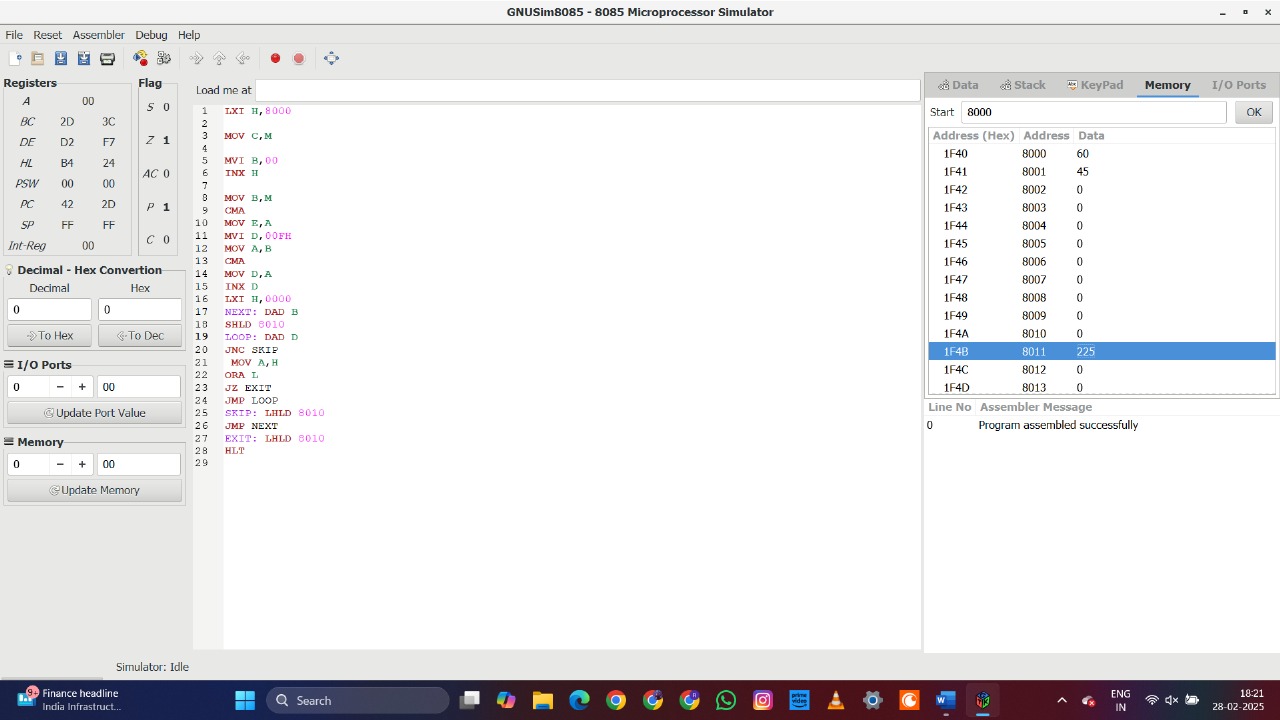 GNUSim8085 - 8085 Microprocessor Simulator
File Reset Assembler Debug Help
Registers
A 00
BC 2D 3C
DE D2 F7
HL B4 24
PSW 00 00
PC 42 2D
SP FF FF
Int-Reg 00
Flag
S 0
Z 1
AC 0
P 1
C 0
Decimal - Hex Convertion
Decimal Hex
0 0
To Hex To Dec
I/O Ports
0 − + 00
Update Port Value
Memory
0 − + 00
Update Memory
Load me at
1 LXI H,8000
2
3 MOV C,M
4
5 MVI B,00
6 INX H
7
8 MOV B,M
9 CMA
10 MOV E,A
11 MVI D,00FH
12 MOV A,B
13 CMA
14 MOV D,A
15 INX D
16 LXI H,0000
17 NEXT: DAD B
18 SHLD 8010
19 LOOP: DAD D
20 JNC SKIP
21 MOV A,H
22 ORA L
23 JZ EXIT
24 JMP LOOP
25 SKIP: LHLD 8010
26 JMP NEXT
27 EXIT: LHLD 8010
28 HLT
29
Data Stack KeyPad Memory I/O Ports
Start 8000 OK
Address (Hex) Address Data
1F40 8000 60
1F41 8001 45
1F42 8002 0
1F43 8003 0
1F44 8004 0
1F45 8005 0
1F46 8006 0
1F47 8007 0
1F48 8008 0
1F49 8009 0
1F4A 8010 0
1F4B 8011 225
1F4C 8012 0
1F4D 8013 0
Line No Assembler Message
0 Program assembled successfully
Simulator: Idle
9+
Finance headline
India Infrastruct...
Search
ENG
IN
18:21
28-02-2025